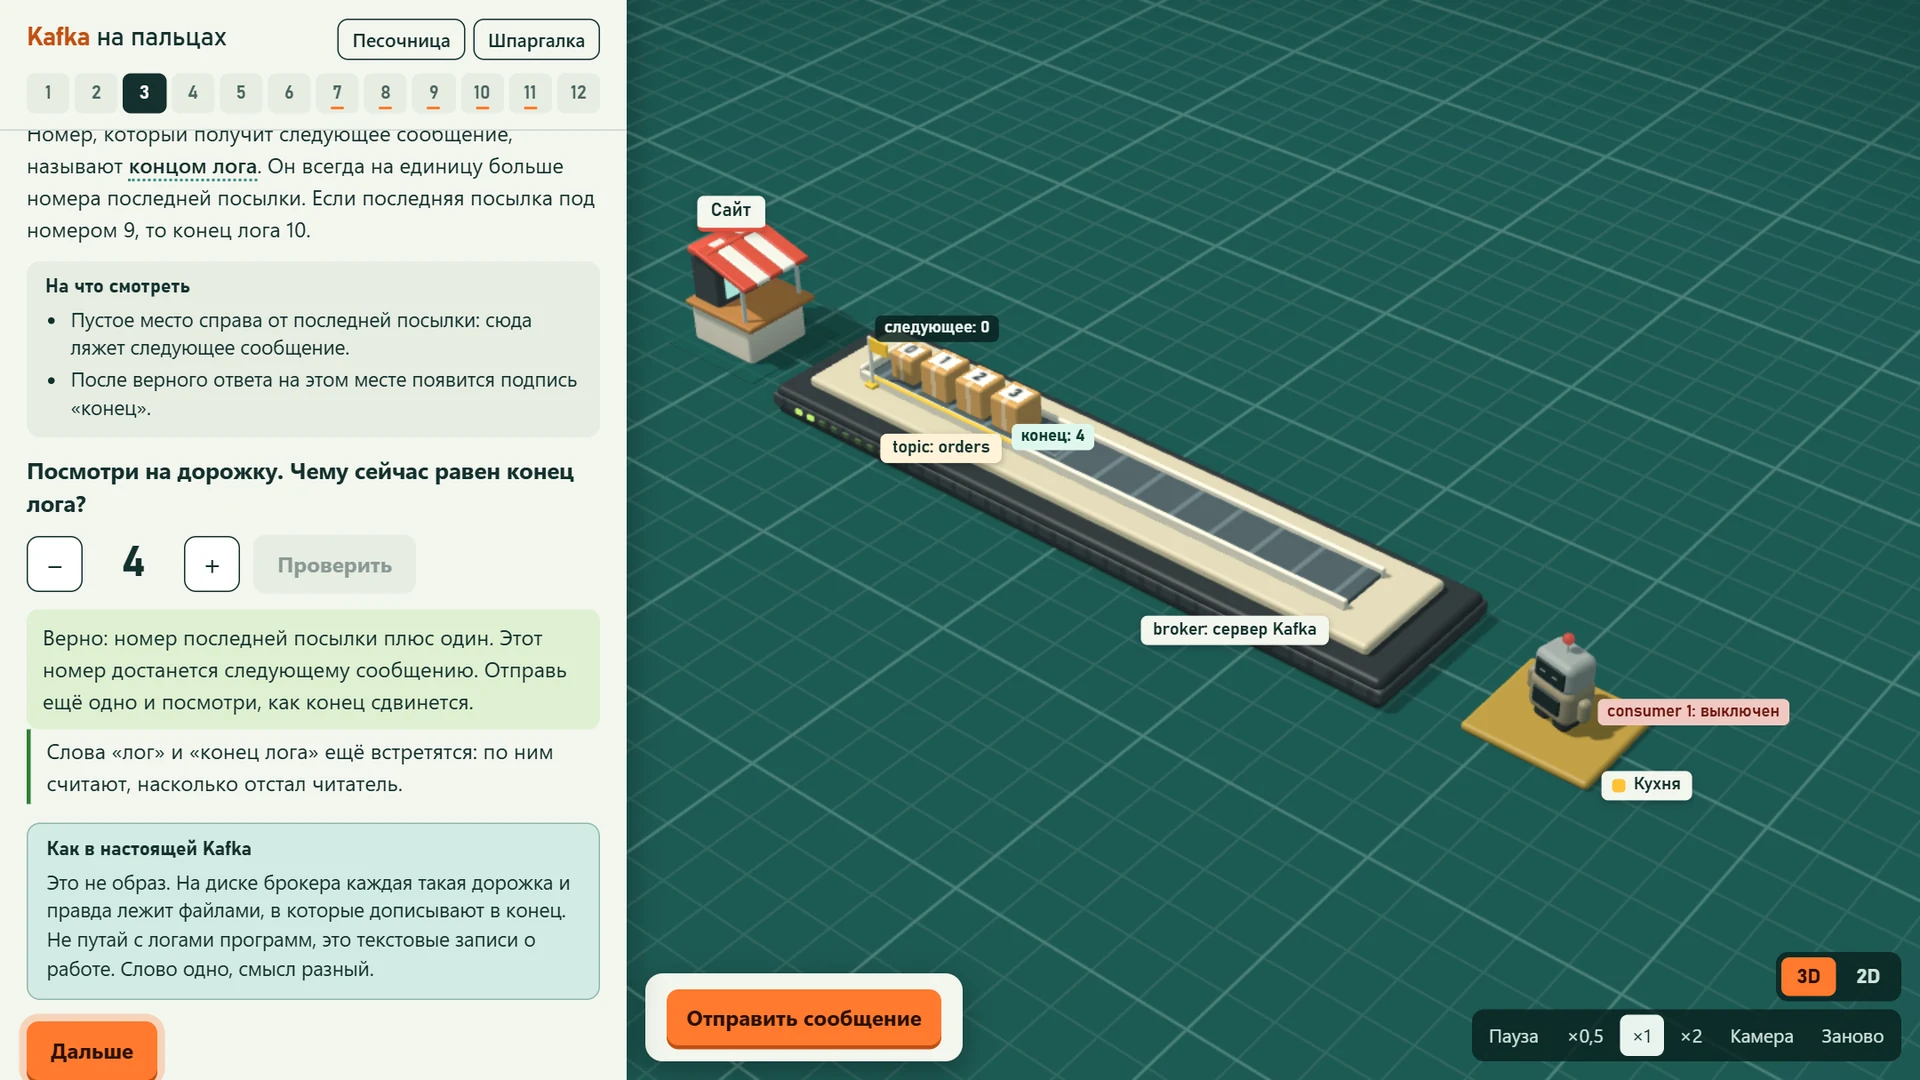 Kafka на пальцах
Песочница
Шпаргалка
1 2 3 4 5 6 7 8 9 10 11 12
Номер, который получит следующее сообщение,
называют концом лога. Он всегда на единицу больше
номера последней посылки. Если последняя посылка под
номером 9, то конец лога 10.
На что смотреть
• Пустое место справа от последней посылки: сюда
ляжет следующее сообщение.
• После верного ответа на этом месте появится подпись
«конец».
Посмотри на дорожку. Чему сейчас равен конец
лога?
– 4 + Проверить
Верно: номер последней посылки плюс один. Этот
номер достанется следующему сообщению. Отправь
ещё одно и посмотри, как конец сдвинется.
Слова «лог» и «конец лога» ещё встретятся: по ним
считают, насколько отстал читатель.
Как в настоящей Kafka
Это не образ. На диске брокера каждая такая дорожка и
правда лежит файлами, в которые дописывают в конец.
Не путай с логами программ, это текстовые записи о
работе. Слово одно, смысл разный.
Дальше
Сайт
следующее: 0
0 1 2 3
конец: 4
topic: orders
broker: сервер Kafka
consumer 1: выключен
Кухня
Отправить сообщение
3D 2D
Пауза ×0,5 ×1 ×2 Камера Заново